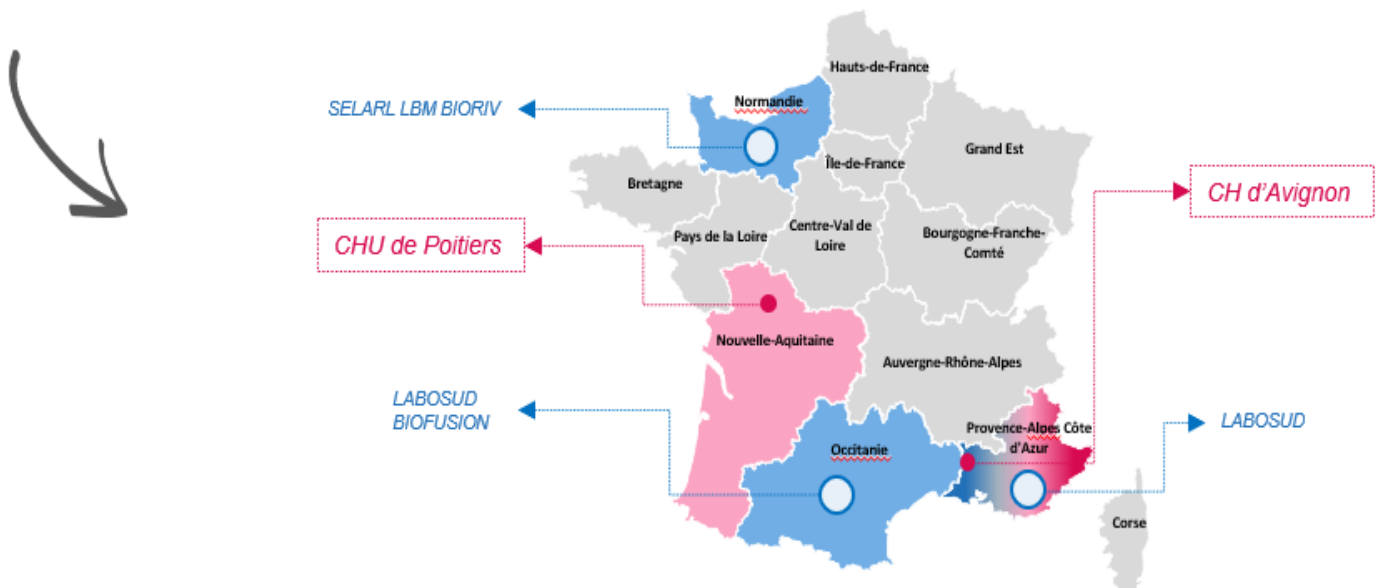 Hauts-de-France
Normandie
SELARL LBM BIORIV
Grand Est
Île-de-France
Bretagne
CH d’Avignon
Centre-Val de
Loire
Pays de la Loire
Bourgogne-Franche-
Comté
CHU de Poitiers
Nouvelle-Aquitaine
Auvergne-Rhône-Alpes
LABOSUD
BIOFUSION
Provence-Alpes Côte
d'Azur
LABOSUD
Occitanie
Corse